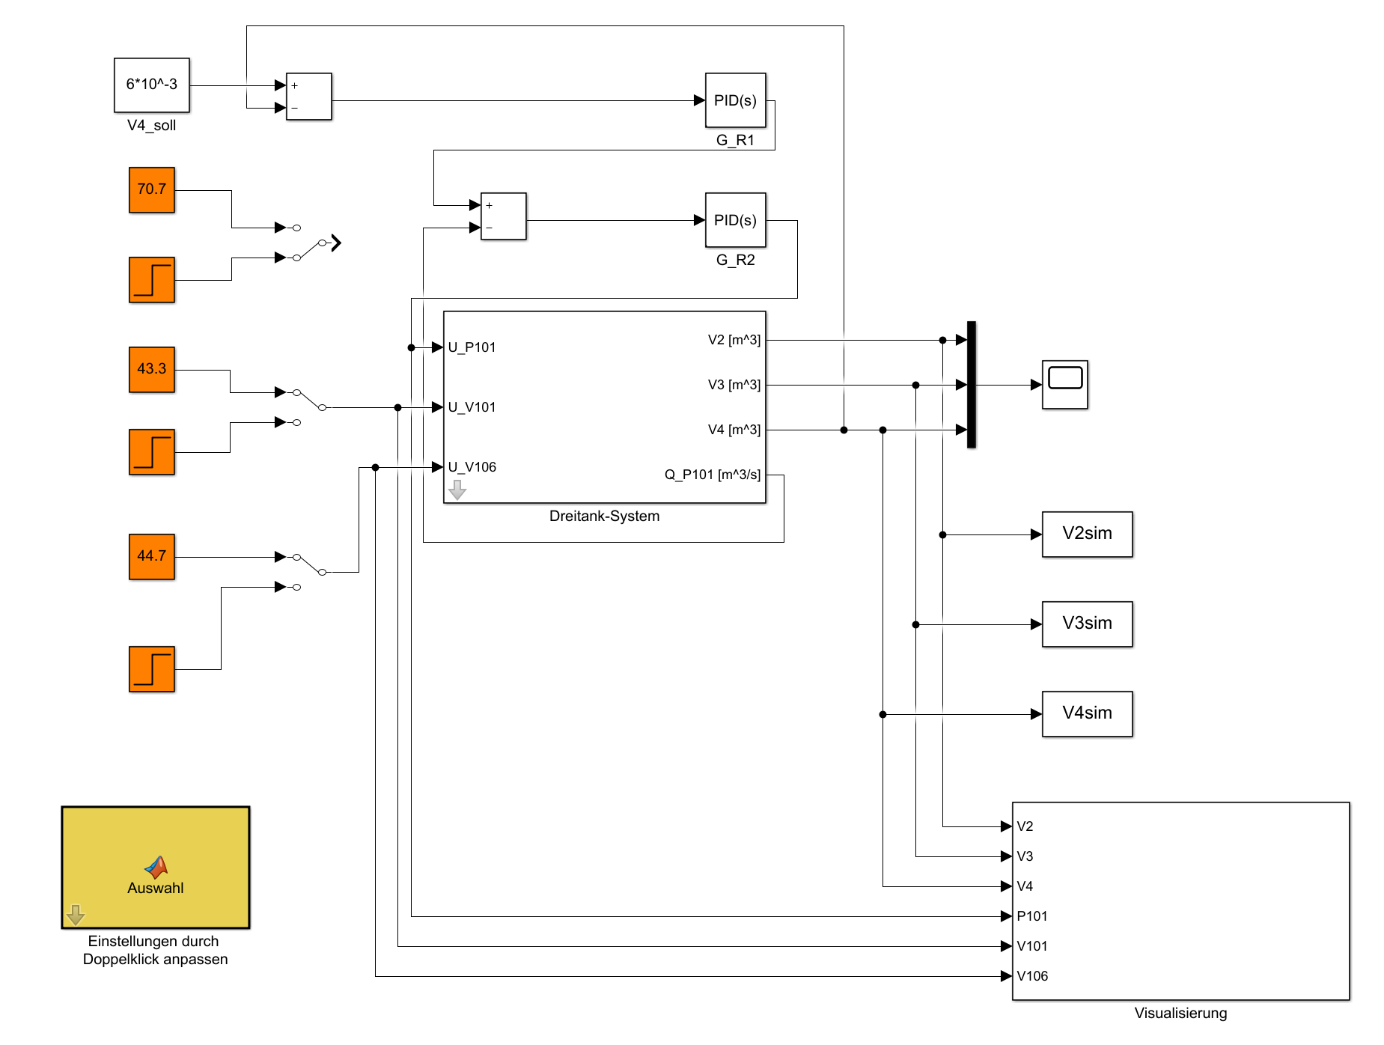 6*10^-3
+
−
V4_soll
PID(s)
G_R1
70.7
+
−
PID(s)
G_R2
43.3
U_P101
U_V101
U_V106
V2 [m^3]
V3 [m^3]
V4 [m^3]
Q_P101 [m^3/s]
Dreitank-System
44.7
V2sim
V3sim
V4sim
Auswahl
Einstellungen durch
Doppelklick anpassen
V2
V3
V4
P101
V101
V106
Visualisierung